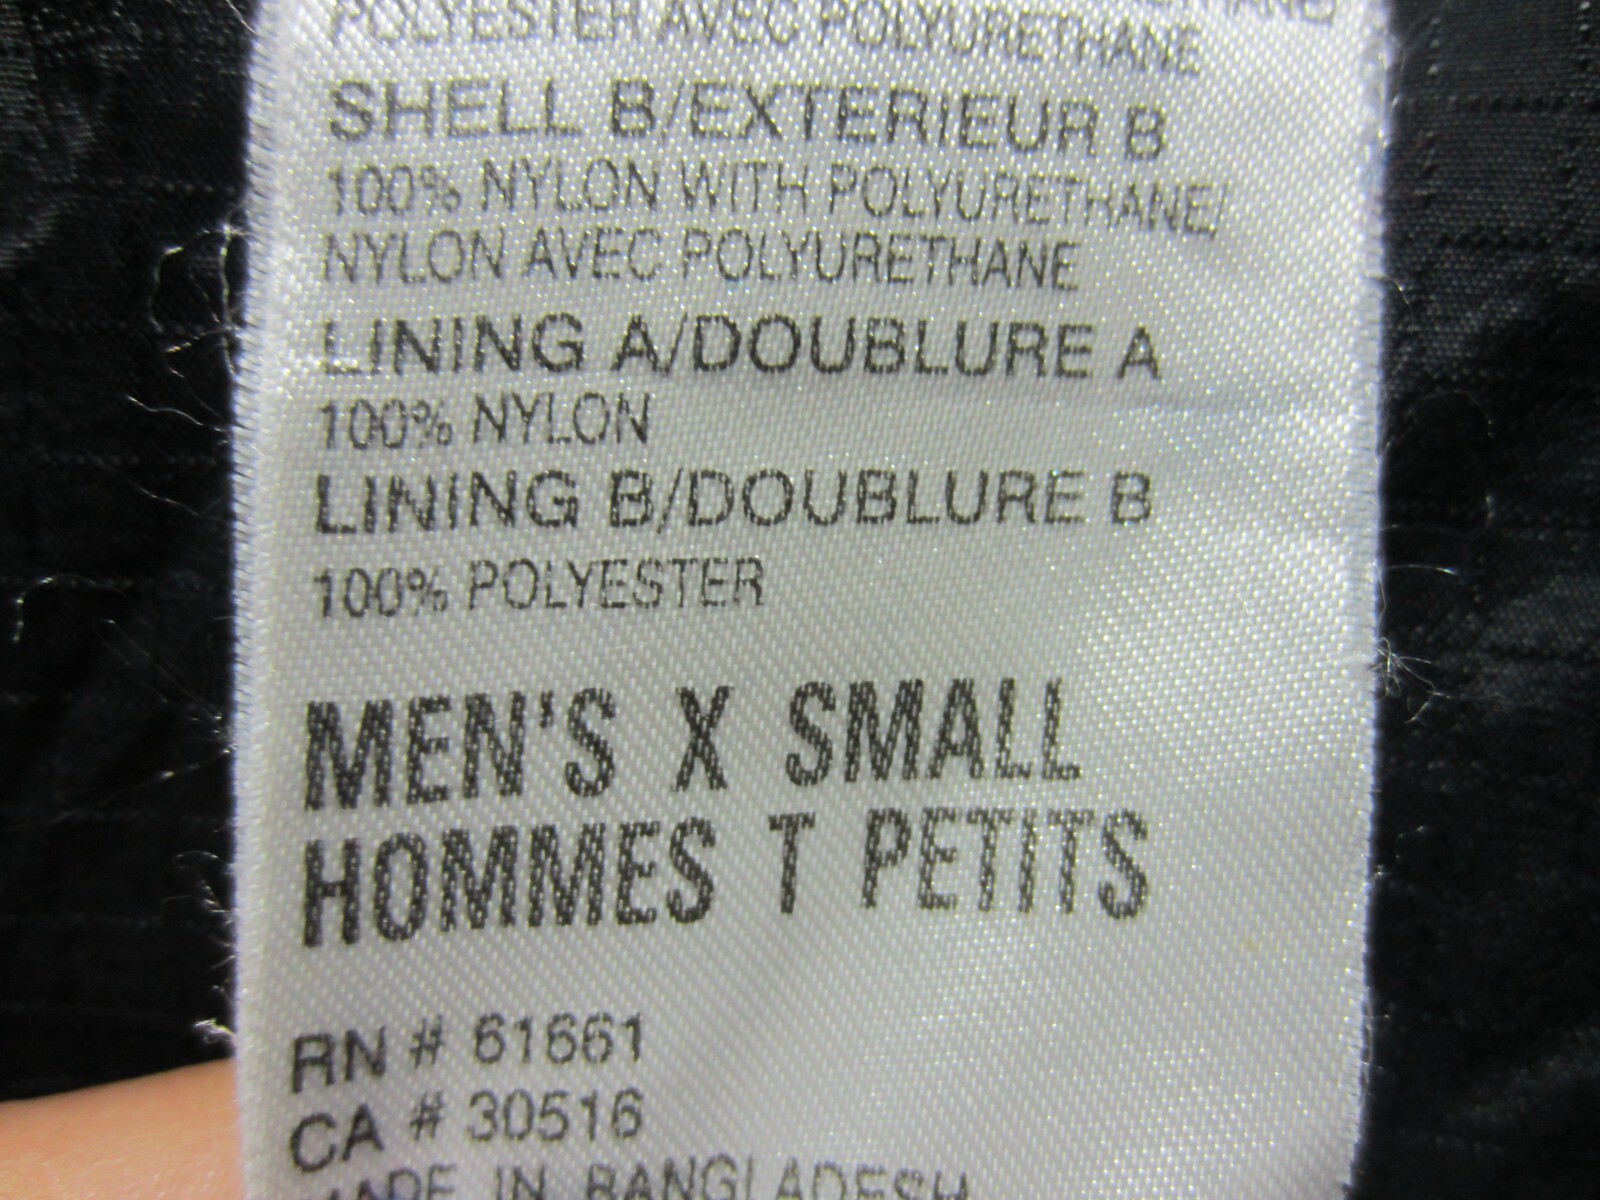 POLYESTER AVEC POLYURETHANE
SHELL B/EXTERIEUR B
100% NYLON WITH POLYURETHANE/
NYLON AVEC POLYURETHANE
LINING A/DOUBLURE A
100% NYLON
LINING B/DOUBLURE B
100% POLYESTER
MEN'S X SMALL
HOMMES T PETITS
RN # 61661
CA # 30516
MADE IN BANGLADESH